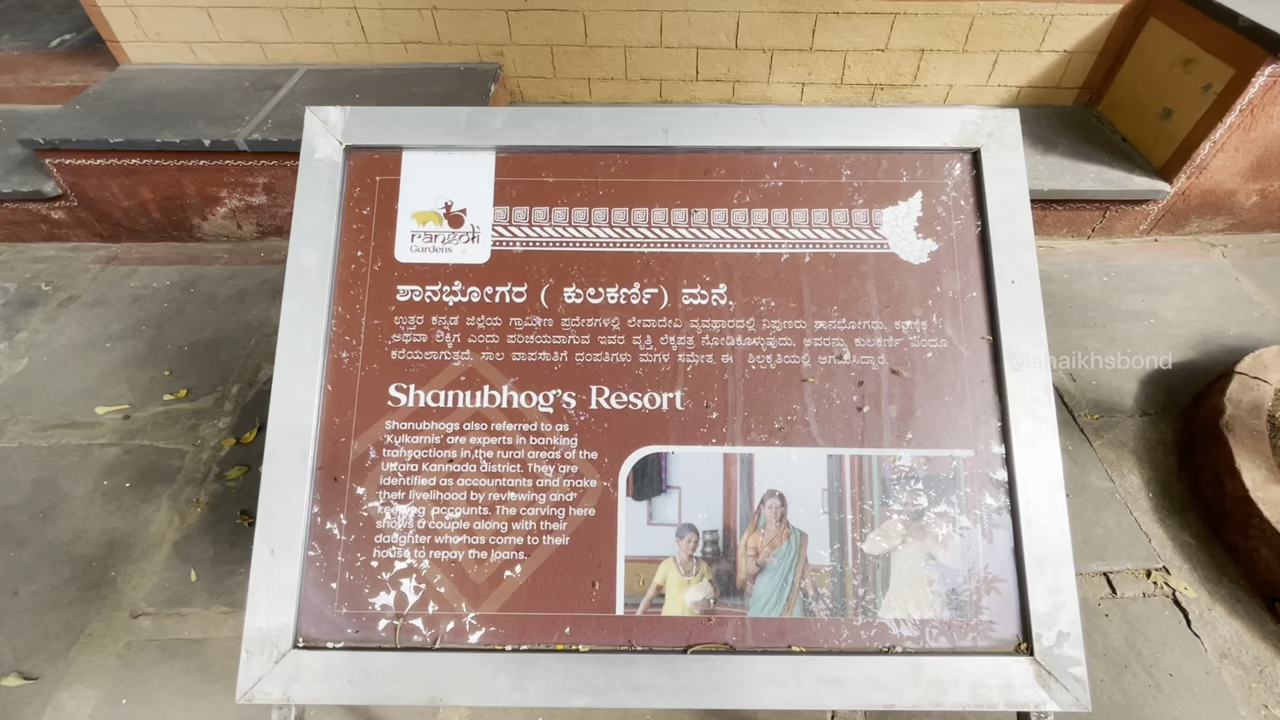 rangoli
Gardens
ಶಾನಭೋಗರ ( ಕುಲಕರ್ಣಿ) ಮನೆ.
ಉತ್ತರ ಕನ್ನಡ ಜಿಲ್ಲೆಯ ಗ್ರಾಮೀಣ ಪ್ರದೇಶಗಳಲ್ಲಿ ಲೇವಾದೇವಿ ವ್ಯವಹಾರದಲ್ಲಿ ನಿಪುಣರು ಶಾನಭೋಗರು. ಕರಣಿಕ
ಅಥವಾ ಲೆಕ್ಕಿಗ ಎಂದು ಪರಿಚಯವಾಗುವ ಇವರ ವೃತ್ತಿ ಲೆಕ್ಕಪತ್ರ ನೋಡಿಕೊಳ್ಳುವುದು. ಅವರನ್ನು ಕುಲಕರ್ಣಿ ಎಂದೂ
ಕರೆಯಲಾಗುತ್ತದೆ. ಸಾಲ ವಾಪಸಾತಿಗೆ ದಂಪತಿಗಳು ಮಗಳ ಸಮೇತ ಈ ಶಿಲ್ಪಕೃತಿಯಲ್ಲಿ ಆಗಮಿಸಿದ್ದಾರೆ.
Shanubhog's Resort
Shanubhogs also referred to as
'Kulkarnis' are experts in banking
transactions in the rural areas of the
Uttara Kannada district. They are
identified as accountants and make
their livelihood by reviewing and
keeping accounts. The carving here
shows a couple along with their
daughter who has come to their
house to repay the loans.
@shaikhsbond